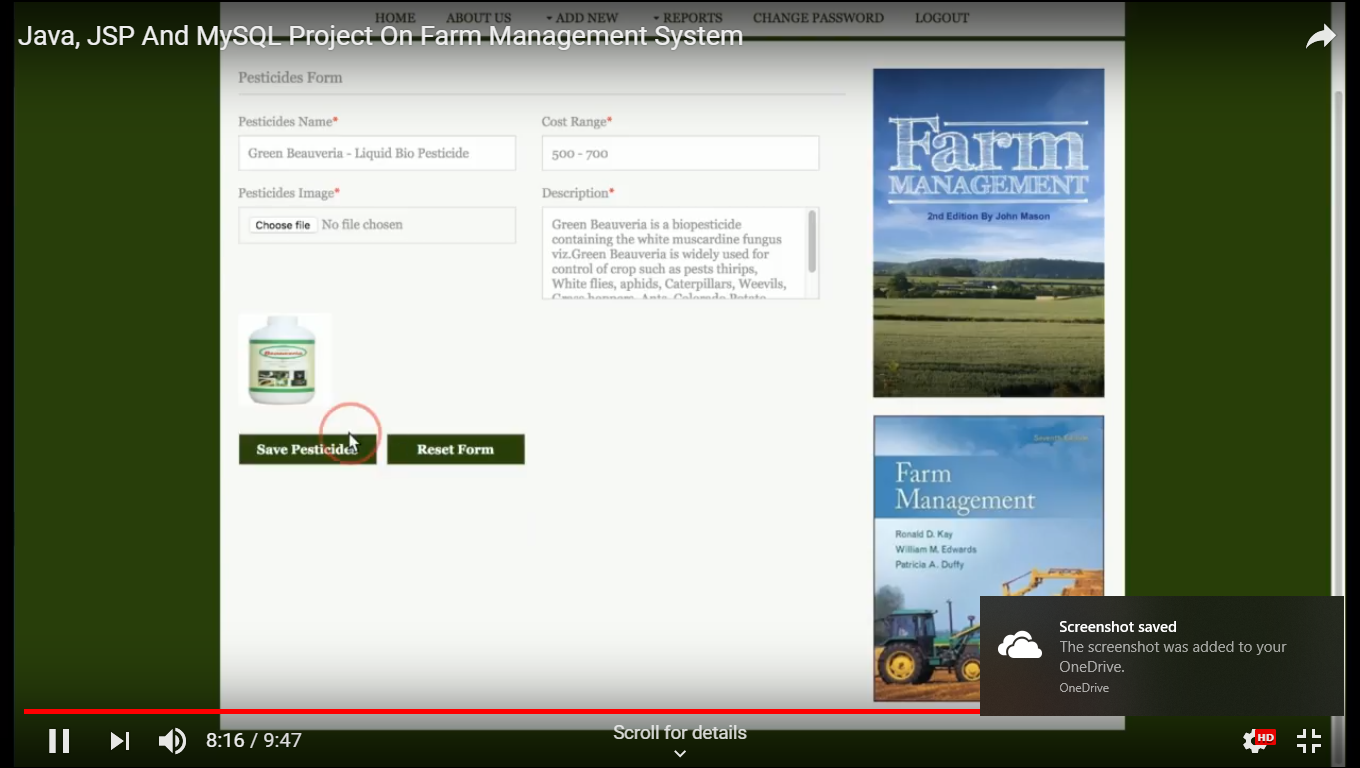 HOME ABOUT US ADD NEW REPORTS CHANGE PASSWORD LOGOUT
Java, JSP And MySQL Project On Farm Management System
Pesticides Form
Pesticides Name*
Cost Range*
Green Beauveria - Liquid Bio Pesticide
500 - 700
Pesticides Image*
Description*
Choose file No file chosen
Green Beauveria is a biopesticide
containing the white muscardine fungus
viz.Green Beauveria is widely used for
control of crop such as pests thirips,
White flies, aphids, Caterpillars, Weevils,
Save Pesticides
Reset Form
Farm
MANAGEMENT
2nd Edition By John Mason
Seventh Edition
Farm
Management
Ronald D. Kay
William M. Edwards
Patricia A. Duffy
Screenshot saved
The screenshot was added to your
OneDrive.
OneDrive
8:16 / 9:47
Scroll for details
HD